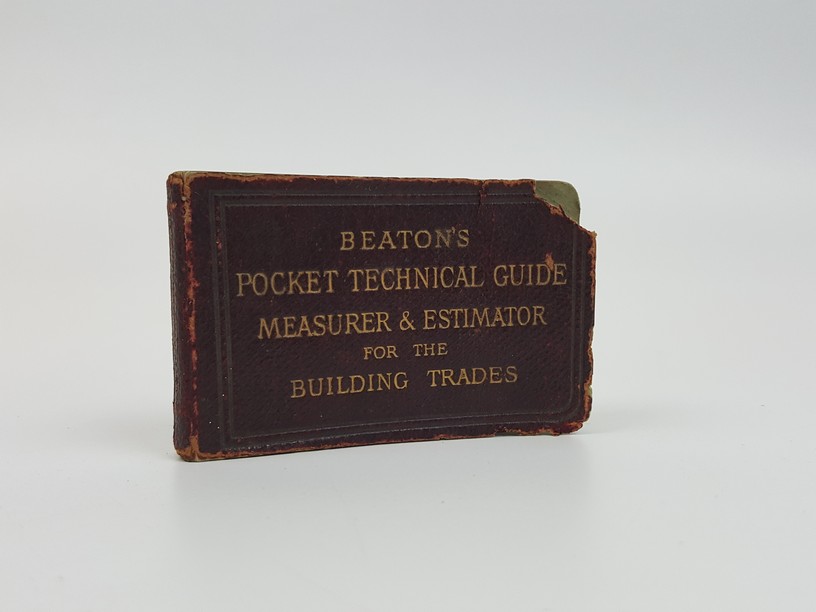 BEATON'S
POCKET TECHNICAL GUIDE
MEASURER & ESTIMATOR
FOR THE
BUILDING TRADES